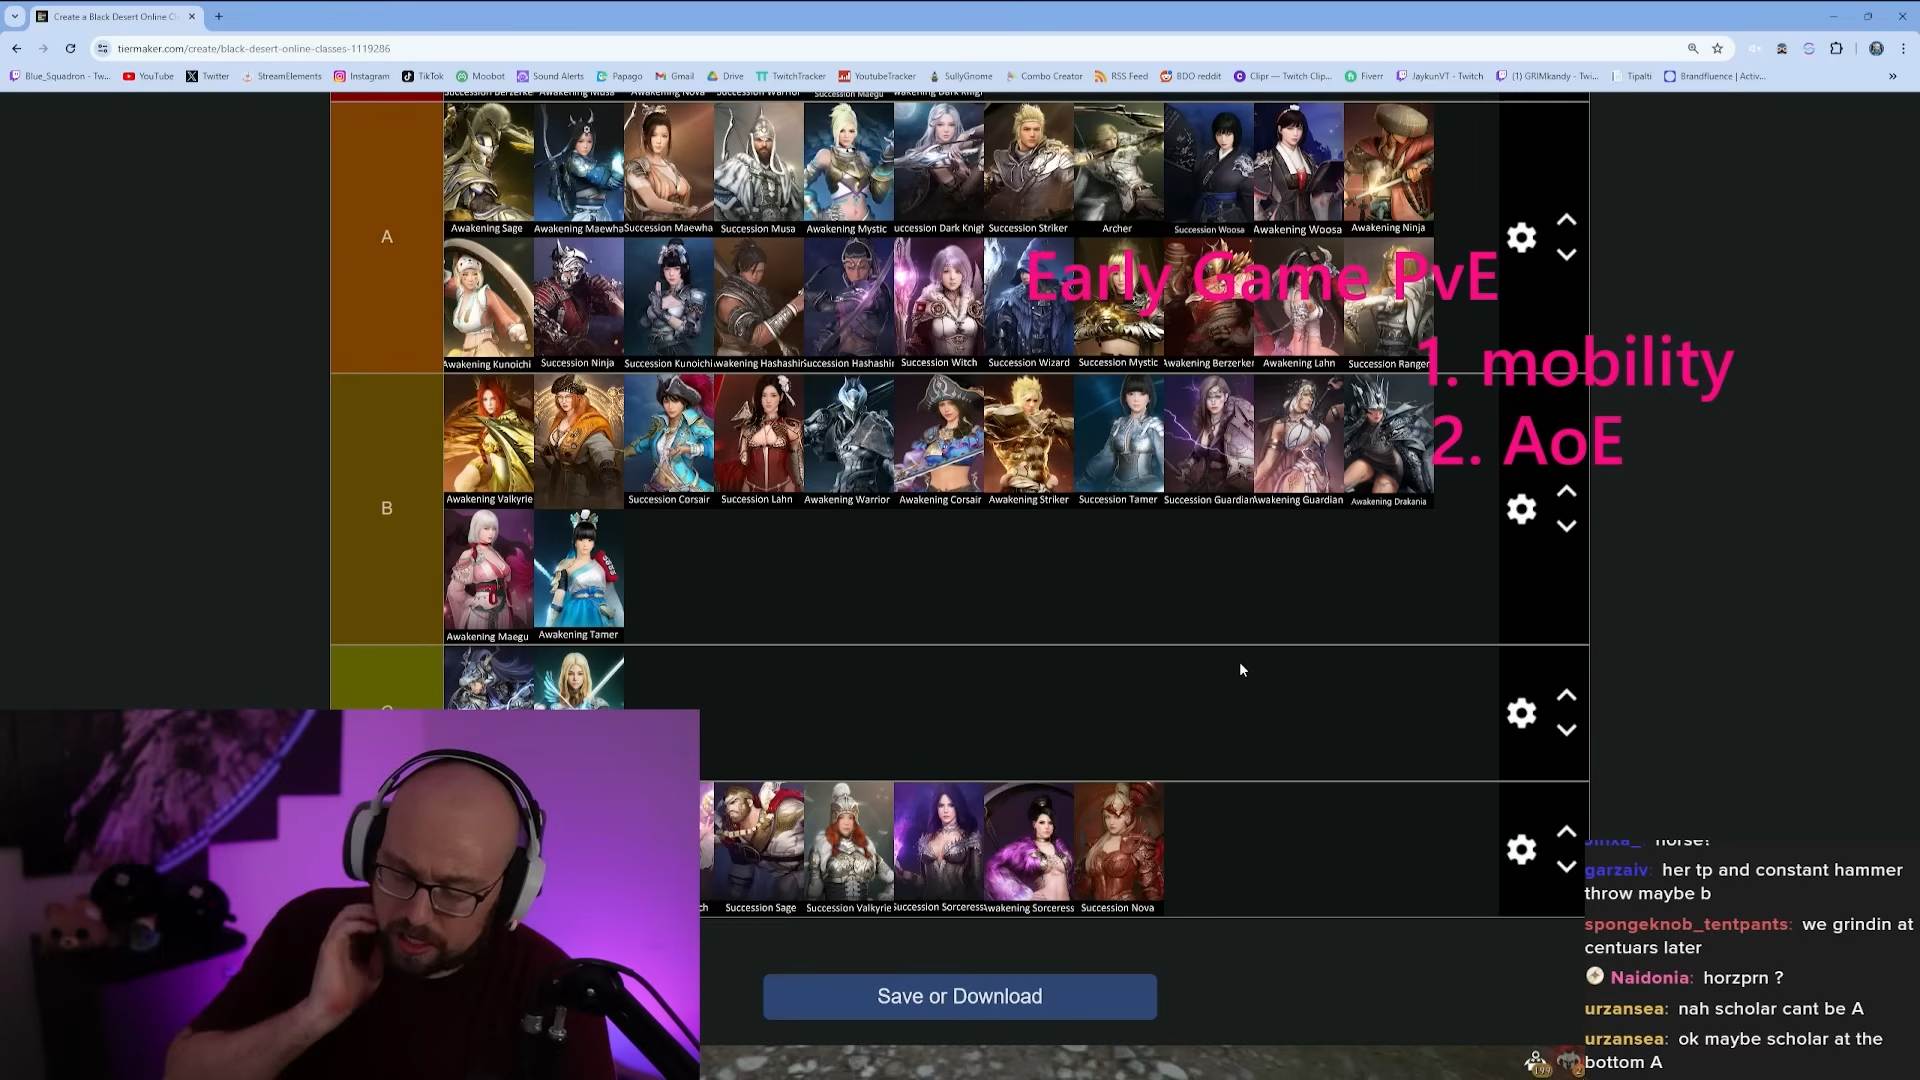 Create a Black Desert Online Cl
tiermaker.com/create/black-desert-online-classes-1119286
Blue_Squadron - Tw... YouTube Twitter StreamElements Instagram TikTok Moobot Sound Alerts Papago Gmail Drive TwitchTracker YoutubeTracker SullyGnome Combo Creator RSS Feed BDO reddit Clipr — Twitch Clip... Fiverr JaykunVT - Twitch (1) GRIMkandy - Twi... Tipalti Brandfluence | Activ...
A
Awakening Sage Awakening Maewha Succession Maewha Succession Musa Awakening Mystic uccession Dark Knigh Succession Striker Archer Succession Woosa Awakening Woosa Awakening Ninja
Awakening Kunoichi Succession Ninja Succession Kunoichi wakening Hashashin Succession Hashashin Succession Witch Succession Wizard Succession Mystic Awakening Berzerker Awakening Lahn Succession Ranger
Early Game PvE
1. mobility
2. AoE
B
Awakening Valkyrie Succession Corsair Succession Lahn Awakening Warrior Awakening Corsair Awakening Striker Succession Tamer Succession Guardian Awakening Guardian Awakening Drakania
Awakening Maegu Awakening Tamer
ch Succession Sage Succession Valkyrie Succession Sorceress Awakening Sorceress Succession Nova
Save or Download
garzaiv: her tp and constant hammer
throw maybe b
spongeknob_tentpants: we grindin at
centuars later
Naidonia: horzprn ?
urzansea: nah scholar cant be A
urzansea: ok maybe scholar at the
bottom A
199
2